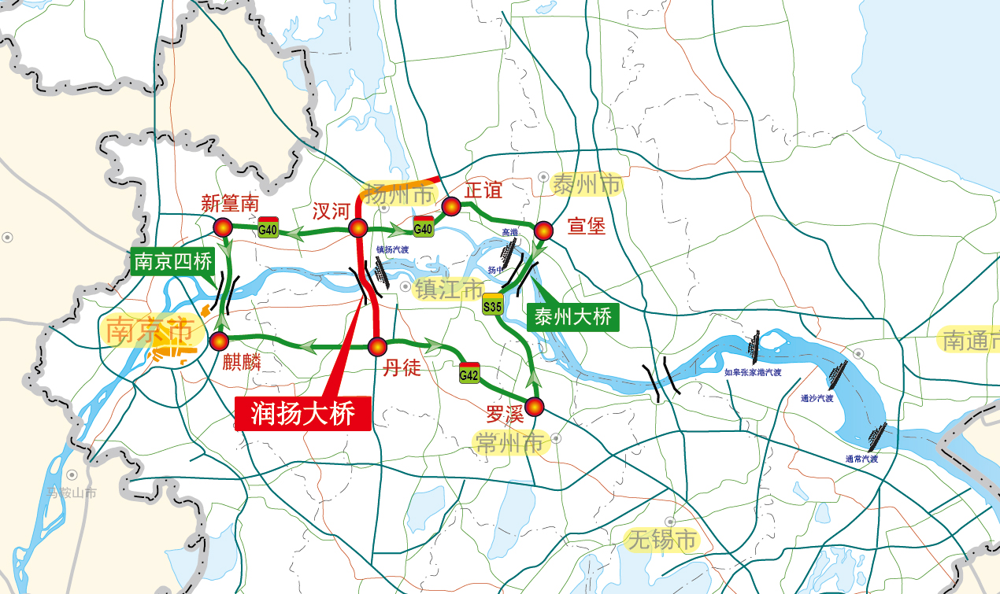 泰州市
正谊
扬州市
新篁南
汊河
宣堡
G40
G40
高港
镇扬汽渡
南京四桥
扬中
镇江市
S35
泰州大桥
南京市
南通市
麒麟
丹徒
如皋张家港汽渡
G42
通沙汽渡
润扬大桥
罗溪
常州市
通常汽渡
马鞍山市
无锡市